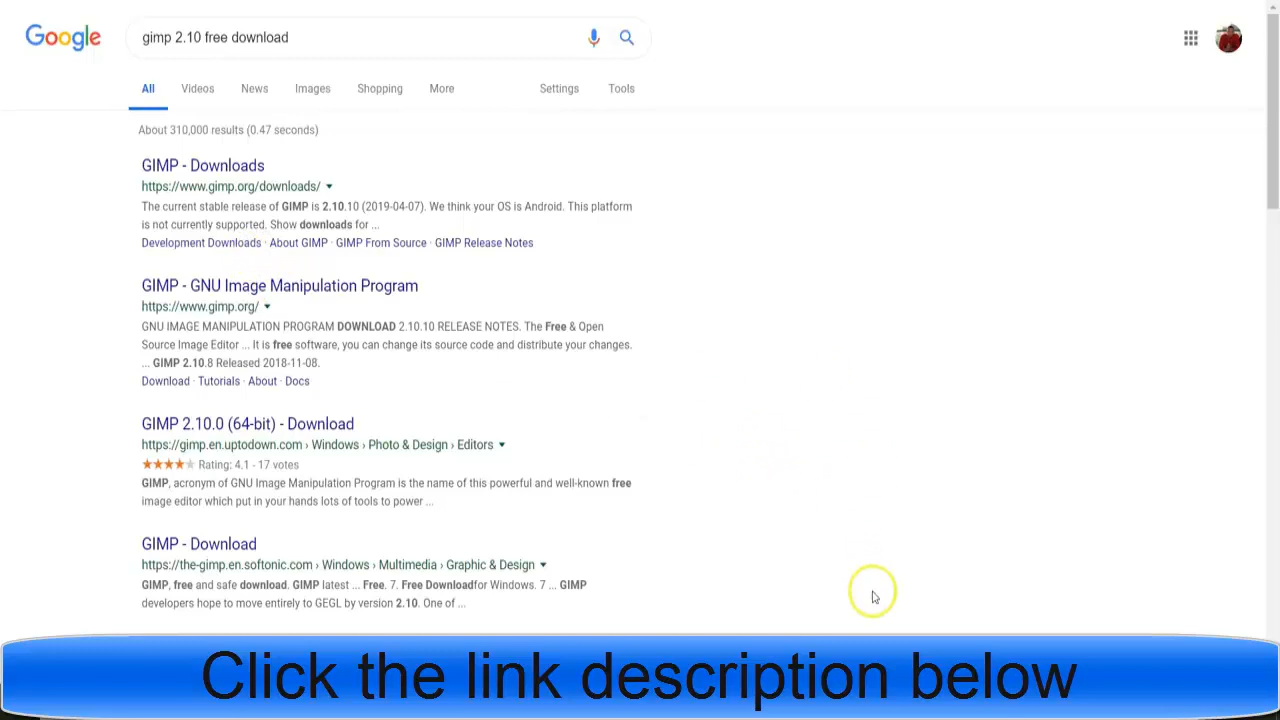 Google
gimp 2.10 free download
All Videos News Images Shopping More Settings Tools
About 310,000 results (0.47 seconds)
GIMP - Downloads
https://www.gimp.org/downloads/
The current stable release of GIMP is 2.10.10 (2019-04-07). We think your OS is Android. This platform
is not currently supported. Show downloads for ...
Development Downloads · About GIMP · GIMP From Source · GIMP Release Notes
GIMP - GNU Image Manipulation Program
https://www.gimp.org/
GNU IMAGE MANIPULATION PROGRAM DOWNLOAD 2.10.10 RELEASE NOTES. The Free & Open
Source Image Editor ... It is free software, you can change its source code and distribute your changes.
... GIMP 2.10.8 Released 2018-11-08.
Download · Tutorials · About · Docs
GIMP 2.10.0 (64-bit) - Download
https://gimp.en.uptodown.com › Windows › Photo & Design › Editors
Rating: 4.1 - 17 votes
GIMP, acronym of GNU Image Manipulation Program is the name of this powerful and well-known free
image editor which put in your hands lots of tools to power ...
GIMP - Download
https://the-gimp.en.softonic.com › Windows › Multimedia › Graphic & Design
GIMP, free and safe download. GIMP latest ... Free. 7. Free Downloadfor Windows. 7 ... GIMP
developers hope to move entirely to GEGL by version 2.10. One of ...
Click the link description below